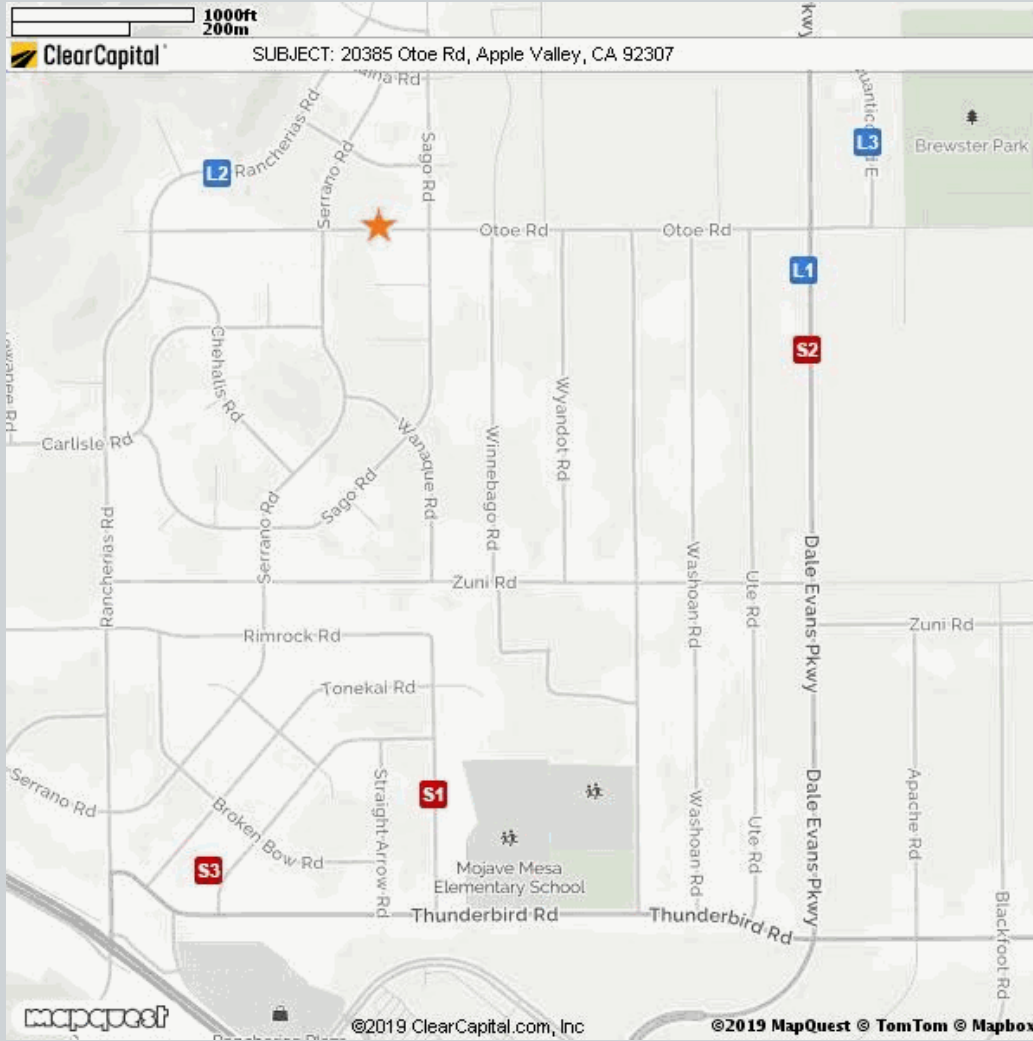 1000ft
200m
ClearCapital
SUBJECT: 20385 Otoe Rd, Apple Valley, CA 92307
Rancherias Rd
Serrano Rd
Sago Rd
L2
L3
Brewster Park
Otoe Rd
Otoe Rd
L1
S2
Chehalis Rd
Carlisle Rd
Wanaque Rd
Winnebago Rd
Wyandot Rd
Sago Rd
Serrano Rd
Rancherias Rd
Zuni Rd
Washoan Rd
Ute Rd
Dale Evans Pkwy
Zuni Rd
Rimrock Rd
Tonekai Rd
Serrano Rd
Broken Bow Rd
Straight Arrow Rd
S1
S3
Mojave Mesa
Elementary School
Washoan Rd
Ute Rd
Dale Evans Pkwy
Apache Rd
Blackfoot Rd
Thunderbird Rd
Thunderbird Rd
mapquest
©2019 ClearCapital.com, Inc
©2019 MapQuest © TomTom © Mapbox